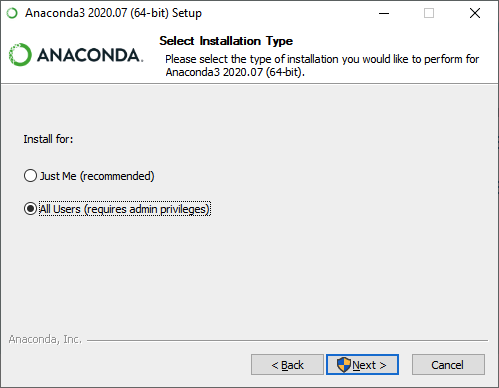 Anaconda3 2020.07 (64-bit) Setup
ANACONDA.
Select Installation Type
Please select the type of installation you would like to perform for
Anaconda3 2020.07 (64-bit).
Install for:
Just Me (recommended)
All Users (requires admin privileges)
Anaconda, Inc.
< Back
Next >
Cancel